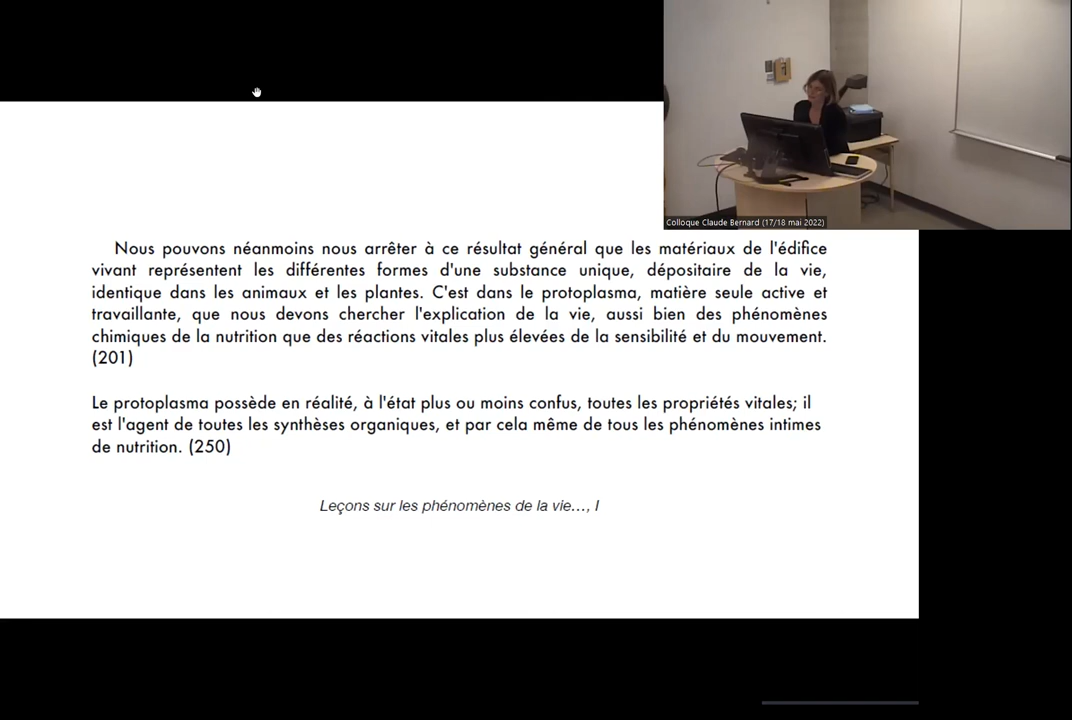 Colloque Claude Bernard (17/18 mai 2022)
Nous pouvons néanmoins nous arrêter à ce résultat général que les matériaux de l'édifice
vivant représentent les différentes formes d'une substance unique, dépositaire de la vie,
identique dans les animaux et les plantes. C'est dans le protoplasma, matière seule active et
travaillante, que nous devons chercher l'explication de la vie, aussi bien des phénomènes
chimiques de la nutrition que des réactions vitales plus élevées de la sensibilité et du mouvement.
(201)
Le protoplasma possède en réalité, à l'état plus ou moins confus, toutes les propriétés vitales; il
est l'agent de toutes les synthèses organiques, et par cela même de tous les phénomènes intimes
de nutrition. (250)
Leçons sur les phénomènes de la vie..., I